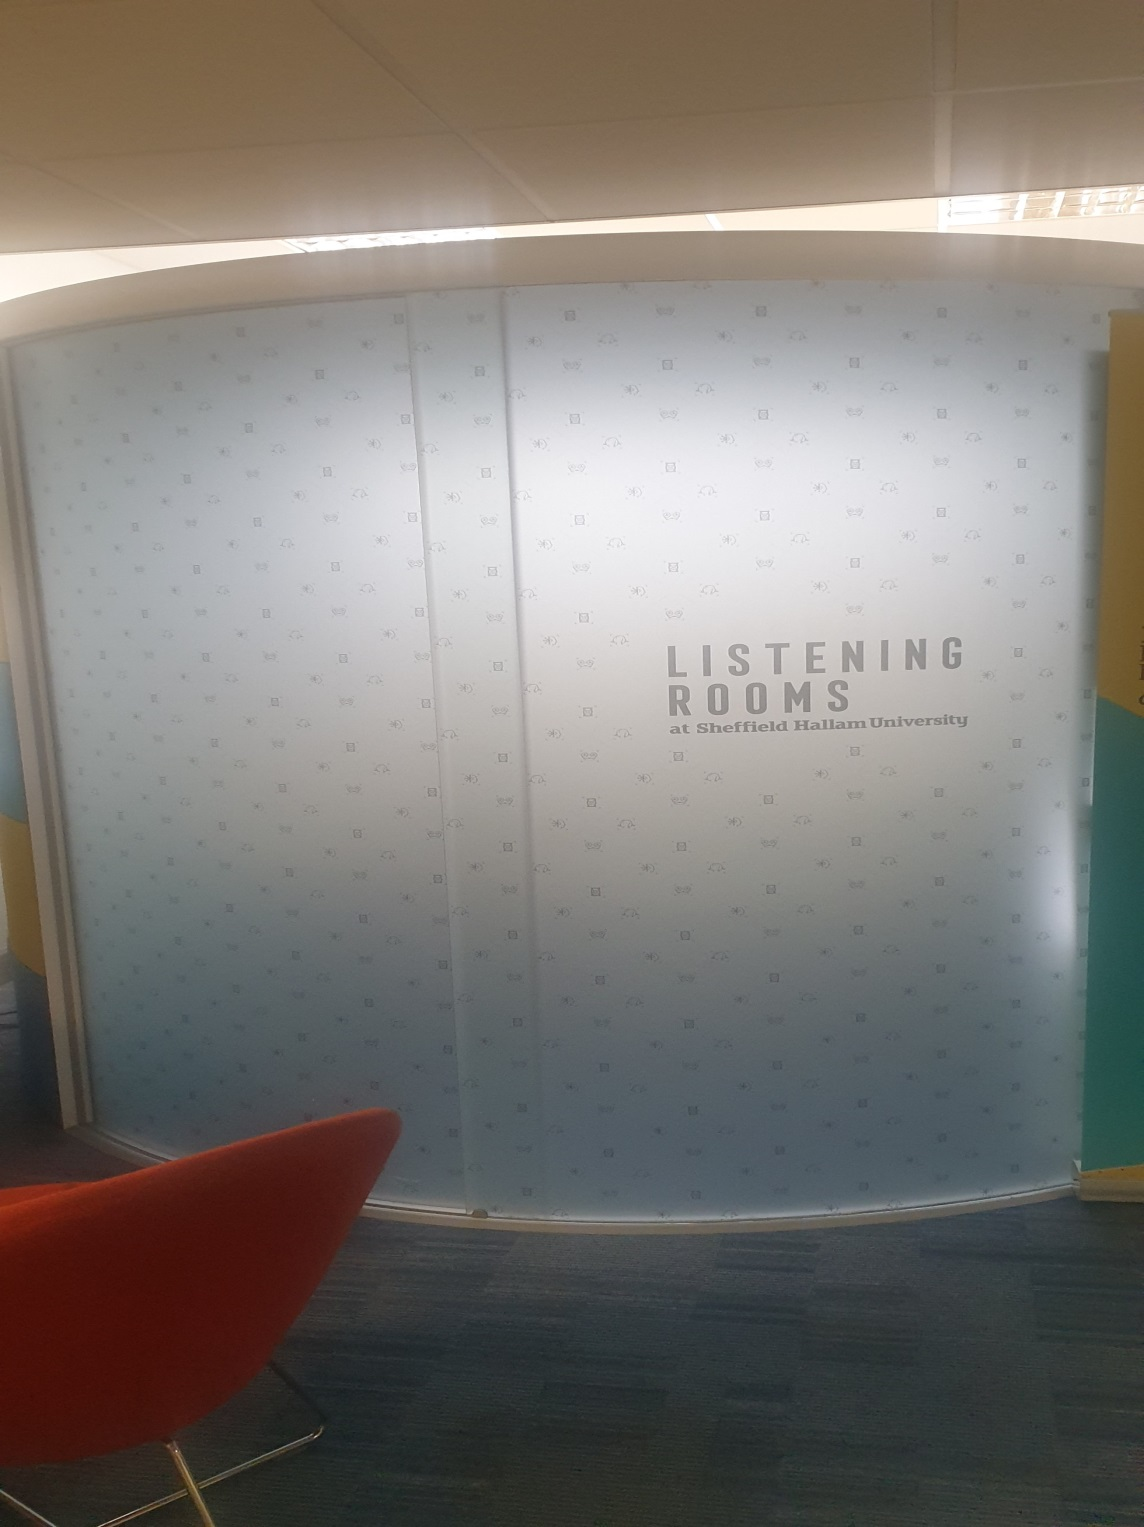 LISTENING
ROOMS
at Sheffield Hallam University